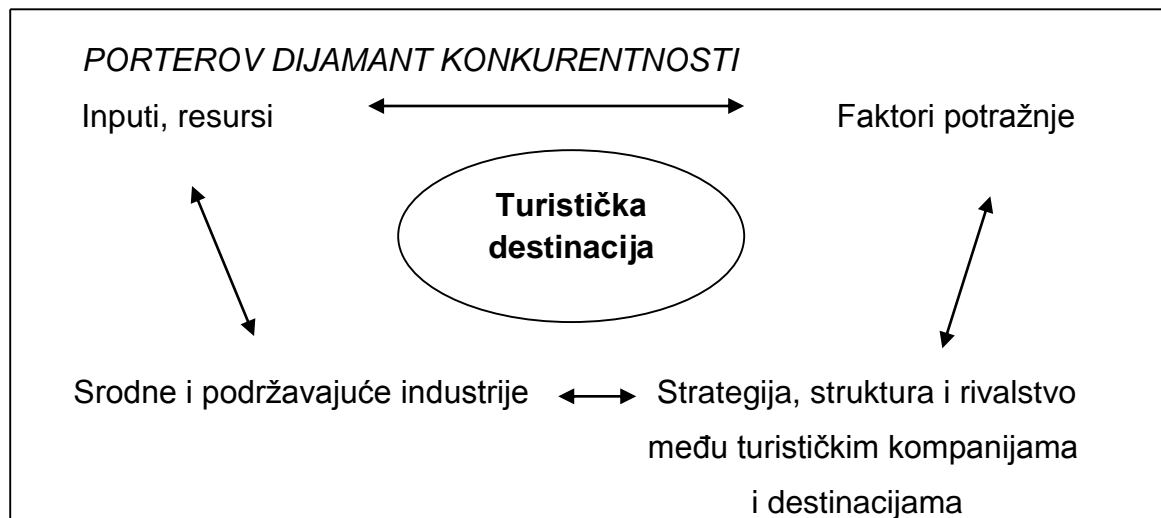 PORTEROV DIJAMANT KONKURENTNOSTI
Inputi, resursi
Faktori potražnje
Turistička
destinacija
Srodne i podržavajuće industrije
Strategija, struktura i rivalstvo
među turističkim kompanijama
i destinacijama